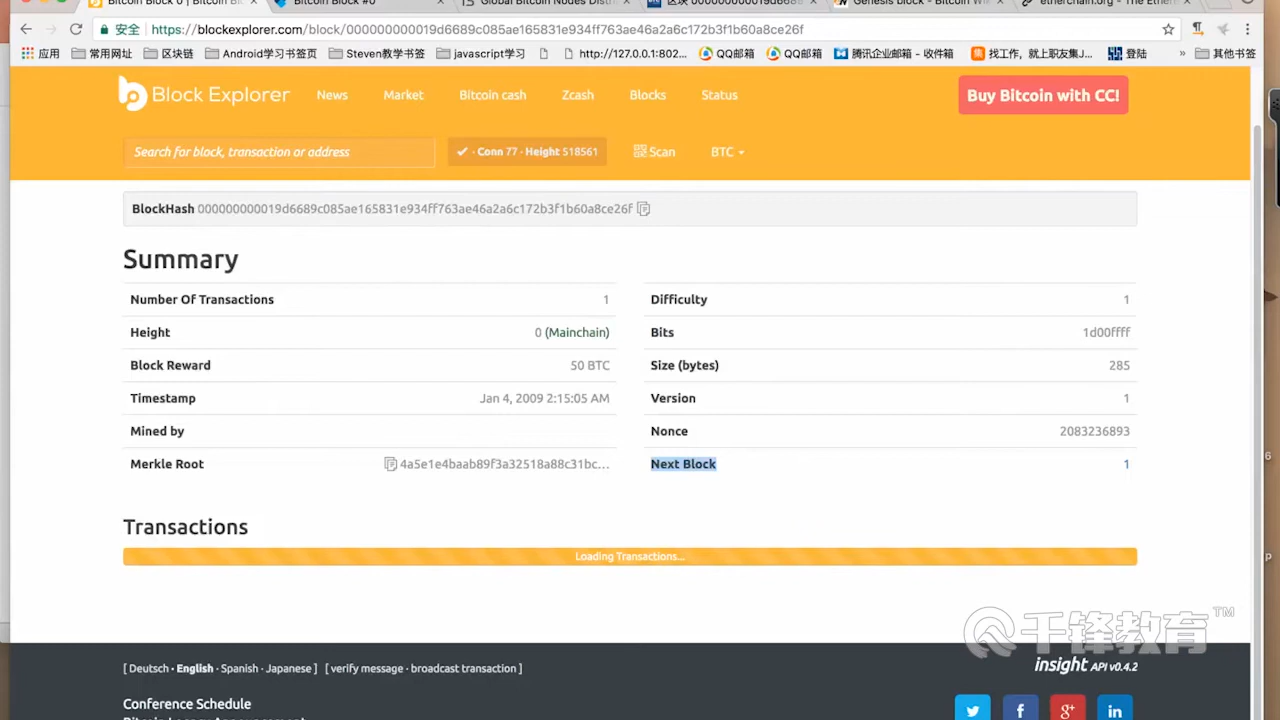 Bitcoin Block 0 | Bitcoin Bl
Bitcoin Block #0
Global Bitcoin Nodes Distri
区块 000000000019d6689c8
Genesis block - Bitcoin Wi
etherchain.org - The Ether
安全 https://blockexplorer.com/block/000000000019d6689c085ae165831e934ff763ae46a2a6c172b3f1b60a8ce26f
应用 常用网址 区块链 Android学习书签页 Steven教学书签 javascript学习 http://127.0.0.1:802... QQ邮箱 QQ邮箱 腾讯企业邮箱 - 收件箱 找工作，就上职友集J... 登陆 » 其他书签
Block Explorer News Market Bitcoin cash Zcash Blocks Status Buy Bitcoin with CC!
Search for block, transaction or address · Conn 77 · Height 518561 Scan BTC
BlockHash 000000000019d6689c085ae165831e934ff763ae46a2a6c172b3f1b60a8ce26f
Summary
Number Of Transactions 1 Difficulty 1
Height 0 (Mainchain) Bits 1d00ffff
Block Reward 50 BTC Size (bytes) 285
Timestamp Jan 4, 2009 2:15:05 AM Version 1
Mined by Nonce 2083236893
Merkle Root 4a5e1e4baab89f3a32518a88c31bc... Next Block 1
Transactions
Loading Transactions...
千锋教育™
[ Deutsch · English · Spanish · Japanese ] [ verify message · broadcast transaction ]
insight API v0.4.2
Conference Schedule